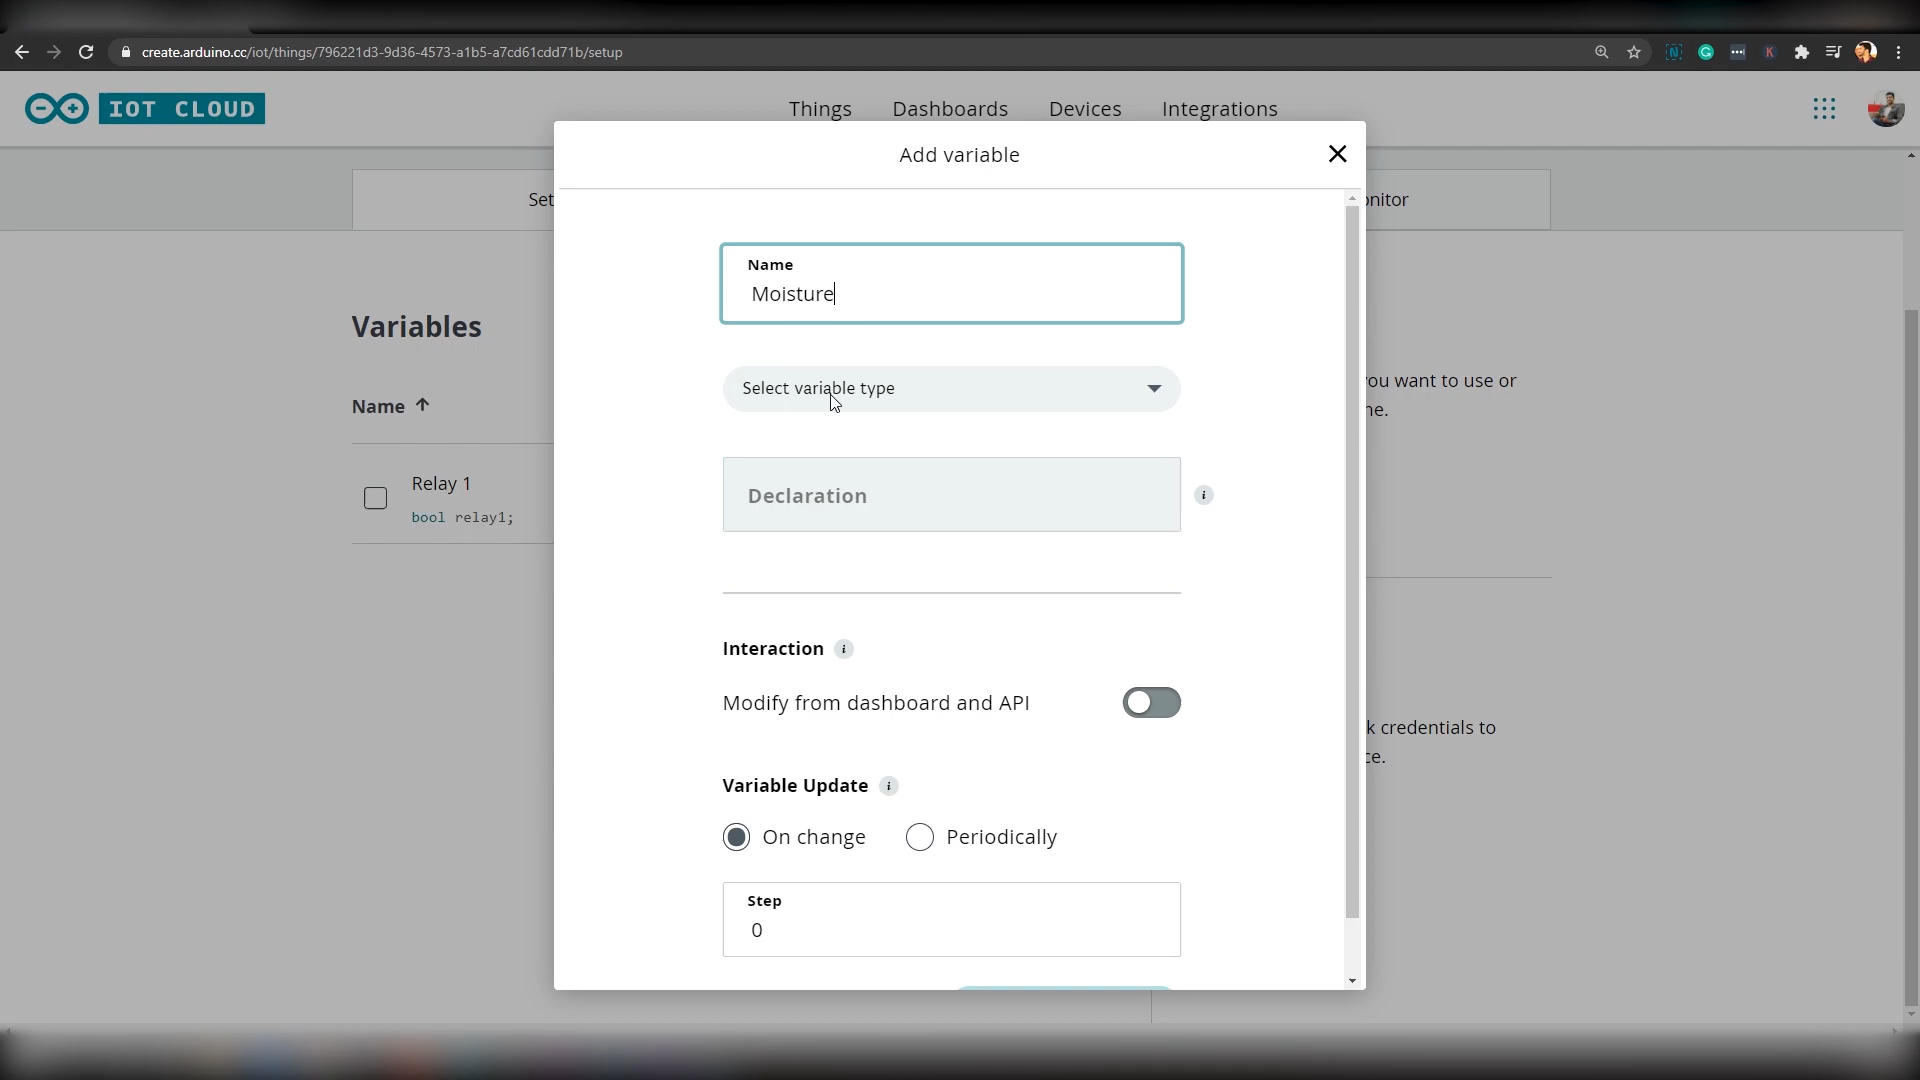 create.arduino.cc/iot/things/796221d3-9d36-4573-a1b5-a7cd61cdd71b/setup
IOT CLOUD
Things
Dashboards
Devices
Integrations
Add variable
Set
onitor
Name
Moisture
Variables
you want to use or
ne.
Select variable type
Name
Relay 1
bool relay1;
Declaration
Interaction
Modify from dashboard and API
k credentials to
ce.
Variable Update
On change
Periodically
Step
0